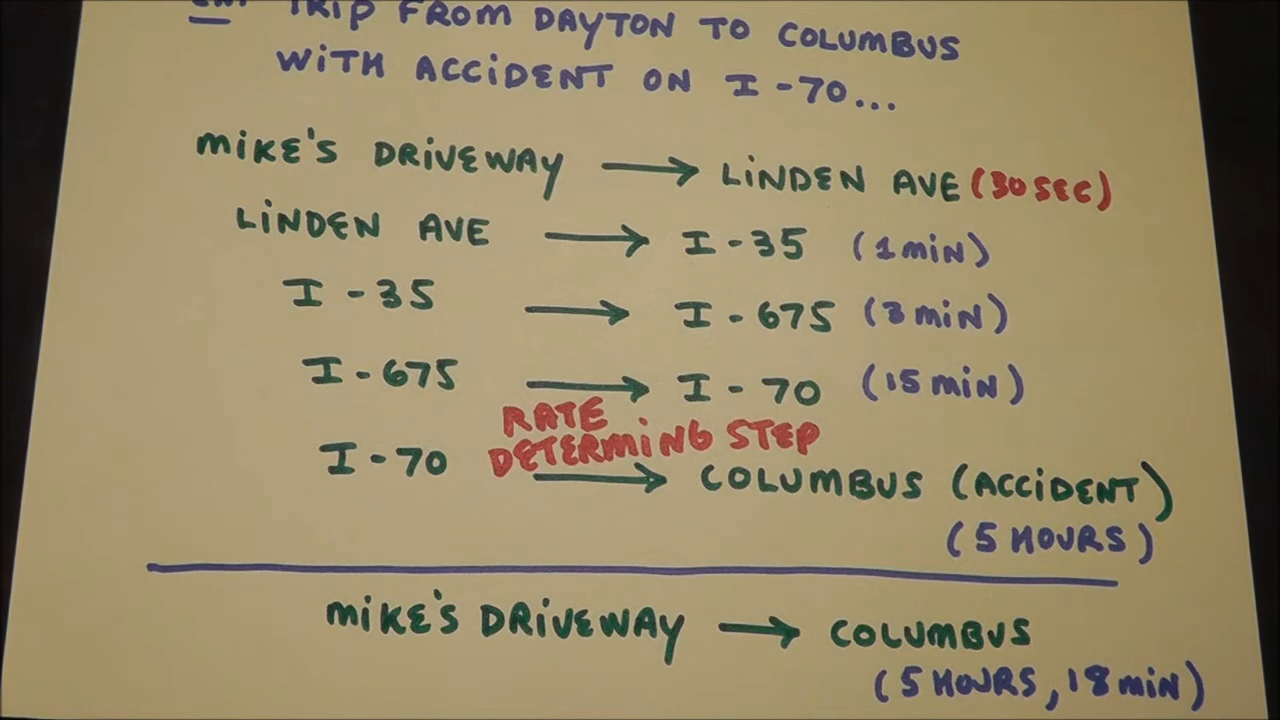 TRIP FROM DAYTON TO COLUMBUS
WITH ACCIDENT ON I-70...
MIKE'S DRIVEWAY → LINDEN AVE (30 SEC)
LINDEN AVE → I-35 (1 MIN)
I-35 → I-675 (3 MIN)
I-675 → I-70 (15 MIN)
RATE
DETERMING STEP
I-70 → COLUMBUS (ACCIDENT)
(5 HOURS)
MIKE'S DRIVEWAY → COLUMBUS
(5 HOURS, 18 MIN)